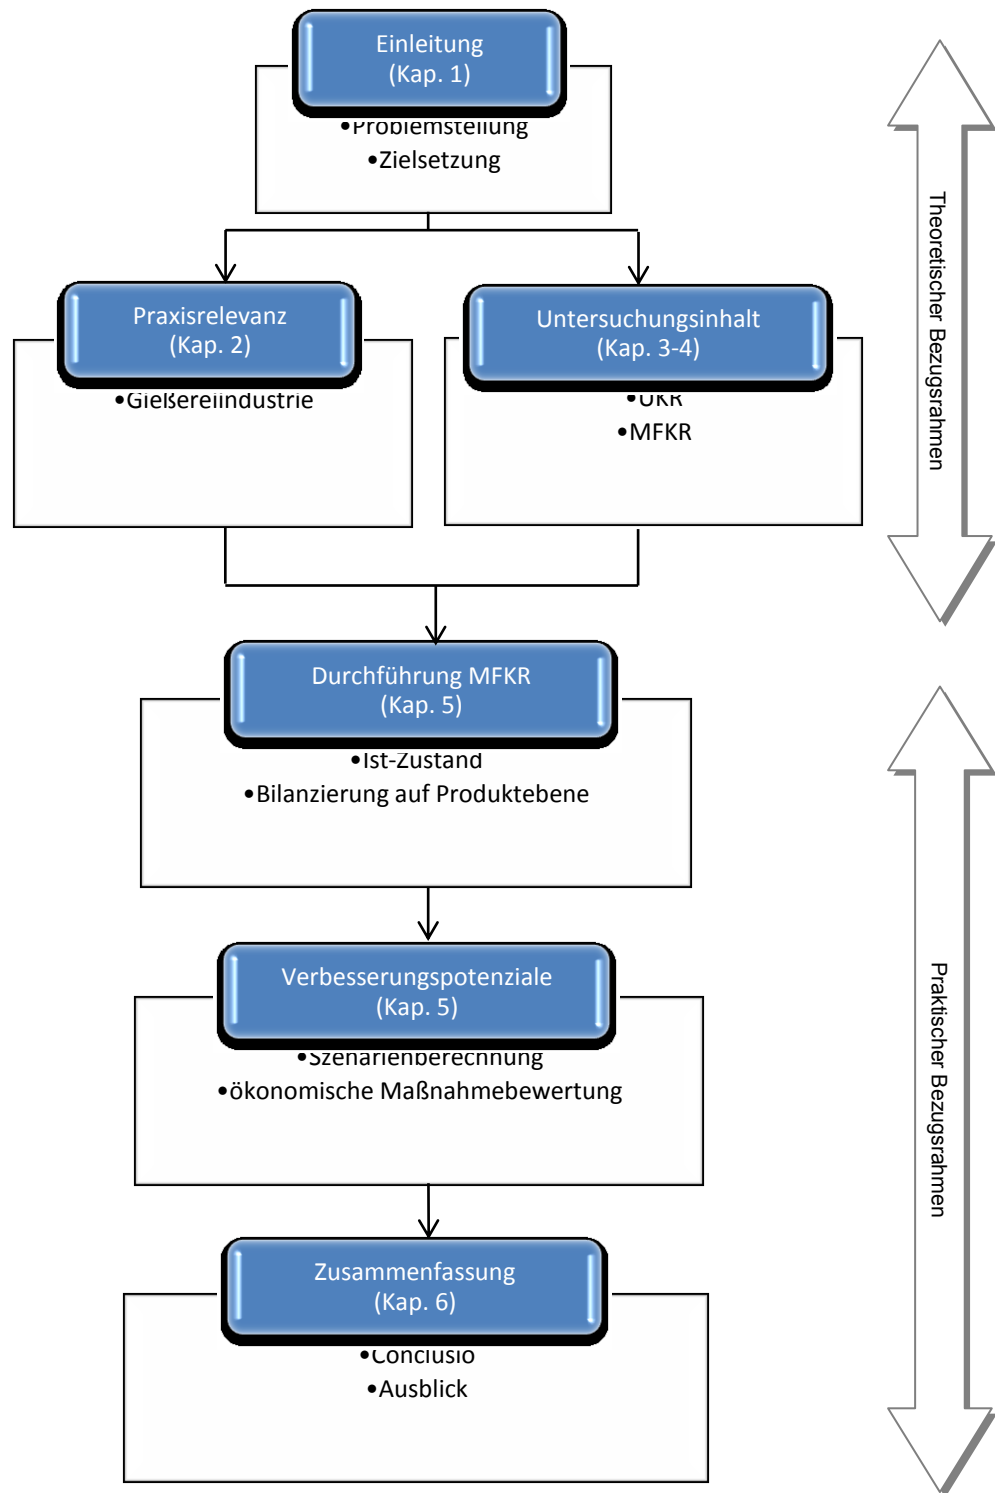 Einleitung
(Kap. 1)
•Problemstellung
•Zielsetzung
Praxisrelevanz
(Kap. 2)
•Gießereiindustrie
Untersuchungsinhalt
(Kap. 3-4)
•UKR
•MFKR
Theoretischer Bezugsrahmen
Durchführung MFKR
(Kap. 5)
•Ist-Zustand
•Bilanzierung auf Produktebene
Verbesserungspotenziale
(Kap. 5)
•Szenarienberechnung
•ökonomische Maßnahmebewertung
Zusammenfassung
(Kap. 6)
•Conclusio
•Ausblick
Praktischer Bezugsrahmen